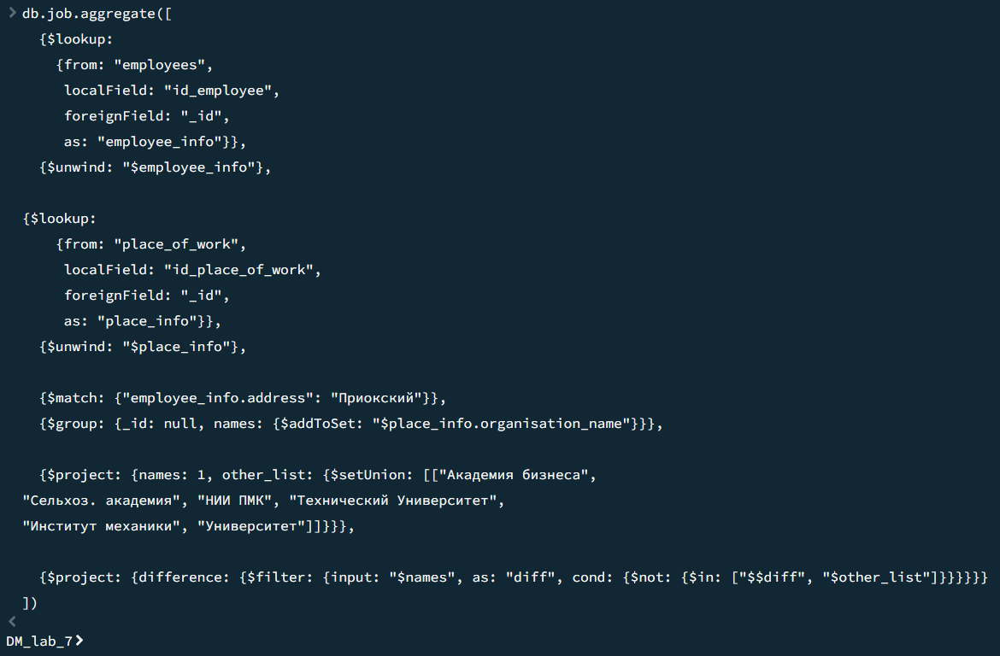 > db.job.aggregate([
{$lookup:
{from: "employees",
localField: "id_employee",
foreignField: "_id",
as: "employee_info"}},
{$unwind: "$employee_info"},
{$lookup:
{from: "place_of_work",
localField: "id_place_of_work",
foreignField: "_id",
as: "place_info"}},
{$unwind: "$place_info"},
{$match: {"employee_info.address": "Приокский"}},
{$group: {_id: null, names: {$addToSet: "$place_info.organisation_name"}}},
{$project: {names: 1, other_list: {$setUnion: [["Академия бизнеса",
"Сельхоз. академия", "НИИ ПМК", "Технический Университет",
"Институт механики", "Университет"]]}}},
{$project: {difference: {$filter: {input: "$names", as: "diff", cond: {$not: {$in: ["$$diff", "$other_list"]}}}}}}
])
<
DM_lab_7>